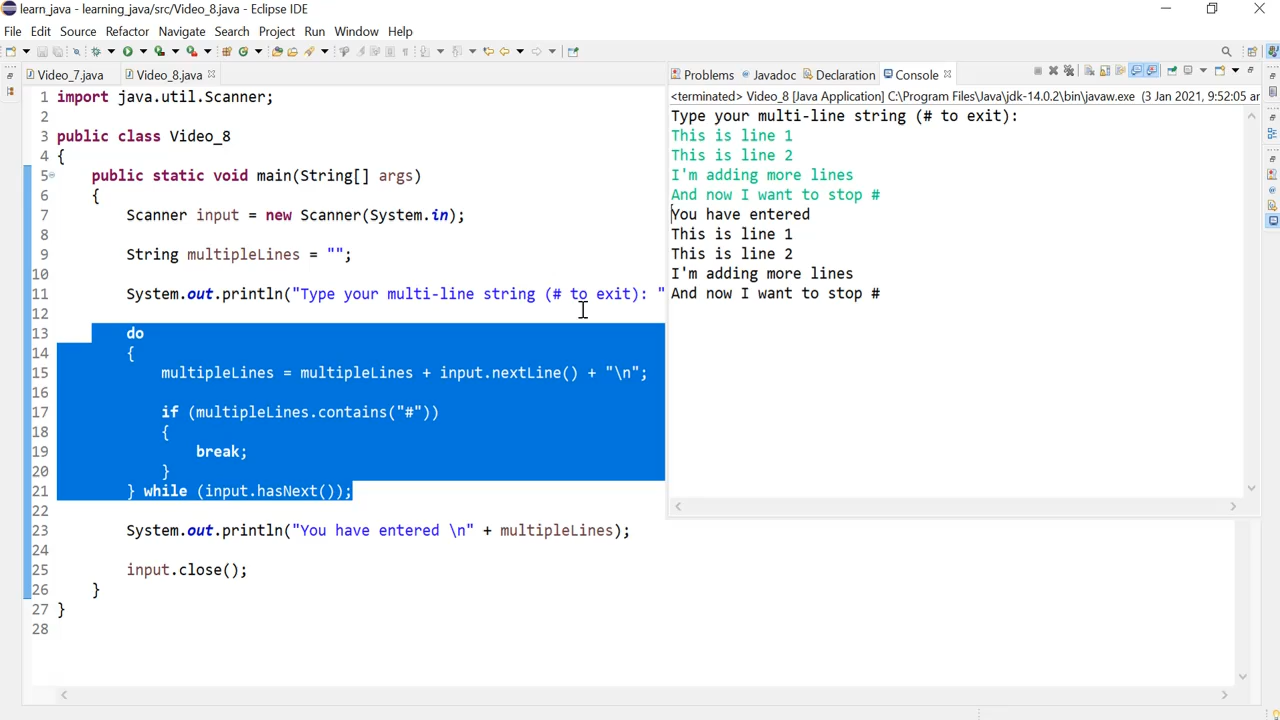 learn_java - learning_java/src/Video_8.java - Eclipse IDE
File Edit Source Refactor Navigate Search Project Run Window Help
Video_7.java Video_8.java
1 import java.util.Scanner;
2
3 public class Video_8
4 {
5 public static void main(String[] args)
6 {
7 Scanner input = new Scanner(System.in);
8
9 String multipleLines = "";
10
11 System.out.println("Type your multi-line string (# to exit): "
12
13 do
14 {
15 multipleLines = multipleLines + input.nextLine() + "\n";
16
17 if (multipleLines.contains("#"))
18 {
19 break;
20 }
21 } while (input.hasNext());
22
23 System.out.println("You have entered \n" + multipleLines);
24
25 input.close();
26 }
27 }
28
Problems Javadoc Declaration Console
<terminated> Video_8 [Java Application] C:\Program Files\Java\jdk-14.0.2\bin\javaw.exe (3 Jan 2021, 9:52:05 ar
Type your multi-line string (# to exit):
This is line 1
This is line 2
I'm adding more lines
And now I want to stop #
You have entered
This is line 1
This is line 2
I'm adding more lines
And now I want to stop #